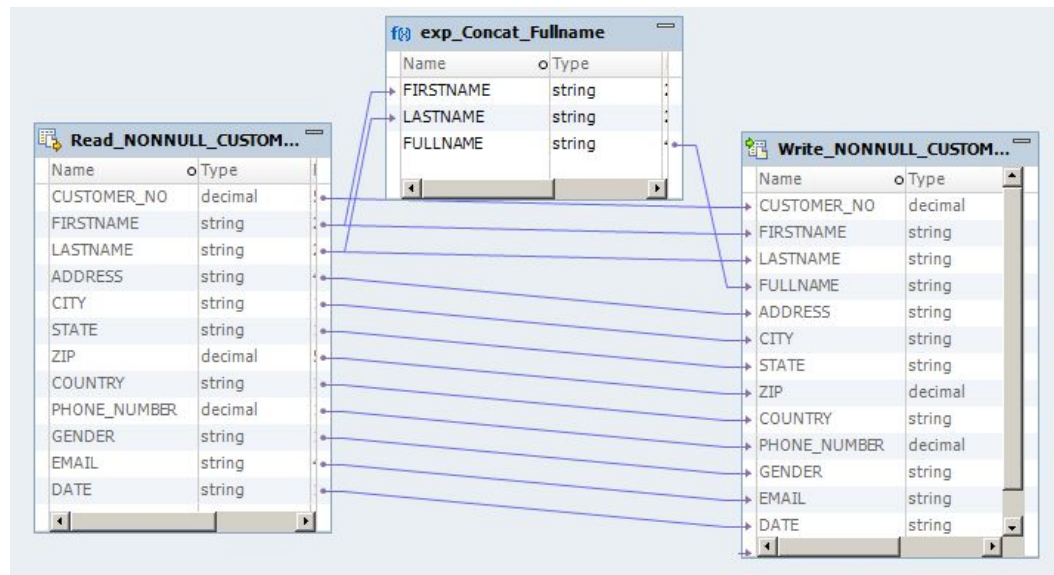 f(x) exp_Concat_Fullname
Name Type
FIRSTNAME string
LASTNAME string
FULLNAME string
Read_NONNULL_CUSTOM...
Name Type
CUSTOMER_NO decimal
FIRSTNAME string
LASTNAME string
ADDRESS string
CITY string
STATE string
ZIP decimal
COUNTRY string
PHONE_NUMBER decimal
GENDER string
EMAIL string
DATE string
Write_NONNULL_CUSTOM...
Name Type
CUSTOMER_NO decimal
FIRSTNAME string
LASTNAME string
FULLNAME string
ADDRESS string
CITY string
STATE string
ZIP decimal
COUNTRY string
PHONE_NUMBER decimal
GENDER string
EMAIL string
DATE string